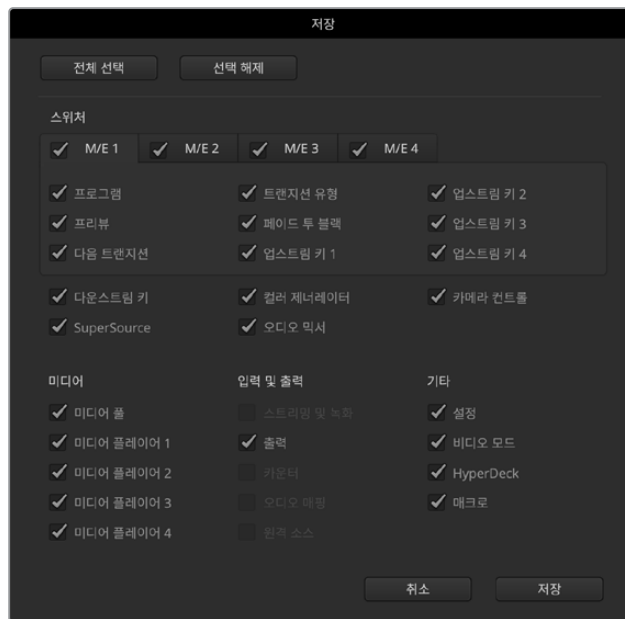 저장
전체 선택 선택 해제
스위처
M/E 1 M/E 2 M/E 3 M/E 4
프로그램 트랜지션 유형 업스트림 키 2
프리뷰 페이드 투 블랙 업스트림 키 3
다음 트랜지션 업스트림 키 1 업스트림 키 4
다운스트림 키 컬러 제너레이터 카메라 컨트롤
SuperSource 오디오 믹서
미디어 입력 및 출력 기타
미디어 풀 스트리밍 및 녹화 설정
미디어 플레이어 1 출력 비디오 모드
미디어 플레이어 2 카운터 HyperDeck
미디어 플레이어 3 오디오 매핑 매크로
미디어 플레이어 4 원격 소스
취소 저장